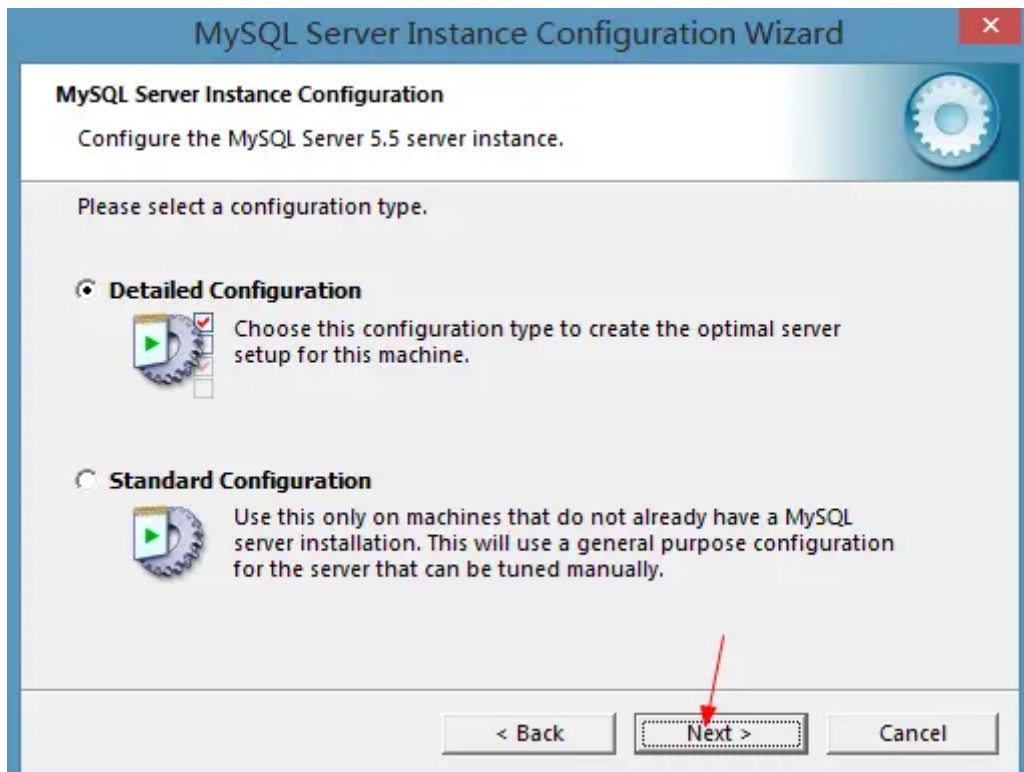 MySQL Server Instance Configuration Wizard
MySQL Server Instance Configuration
Configure the MySQL Server 5.5 server instance.
Please select a configuration type.
Detailed Configuration
Choose this configuration type to create the optimal server
setup for this machine.
Standard Configuration
Use this only on machines that do not already have a MySQL
server installation. This will use a general purpose configuration
for the server that can be tuned manually.
< Back
Next >
Cancel